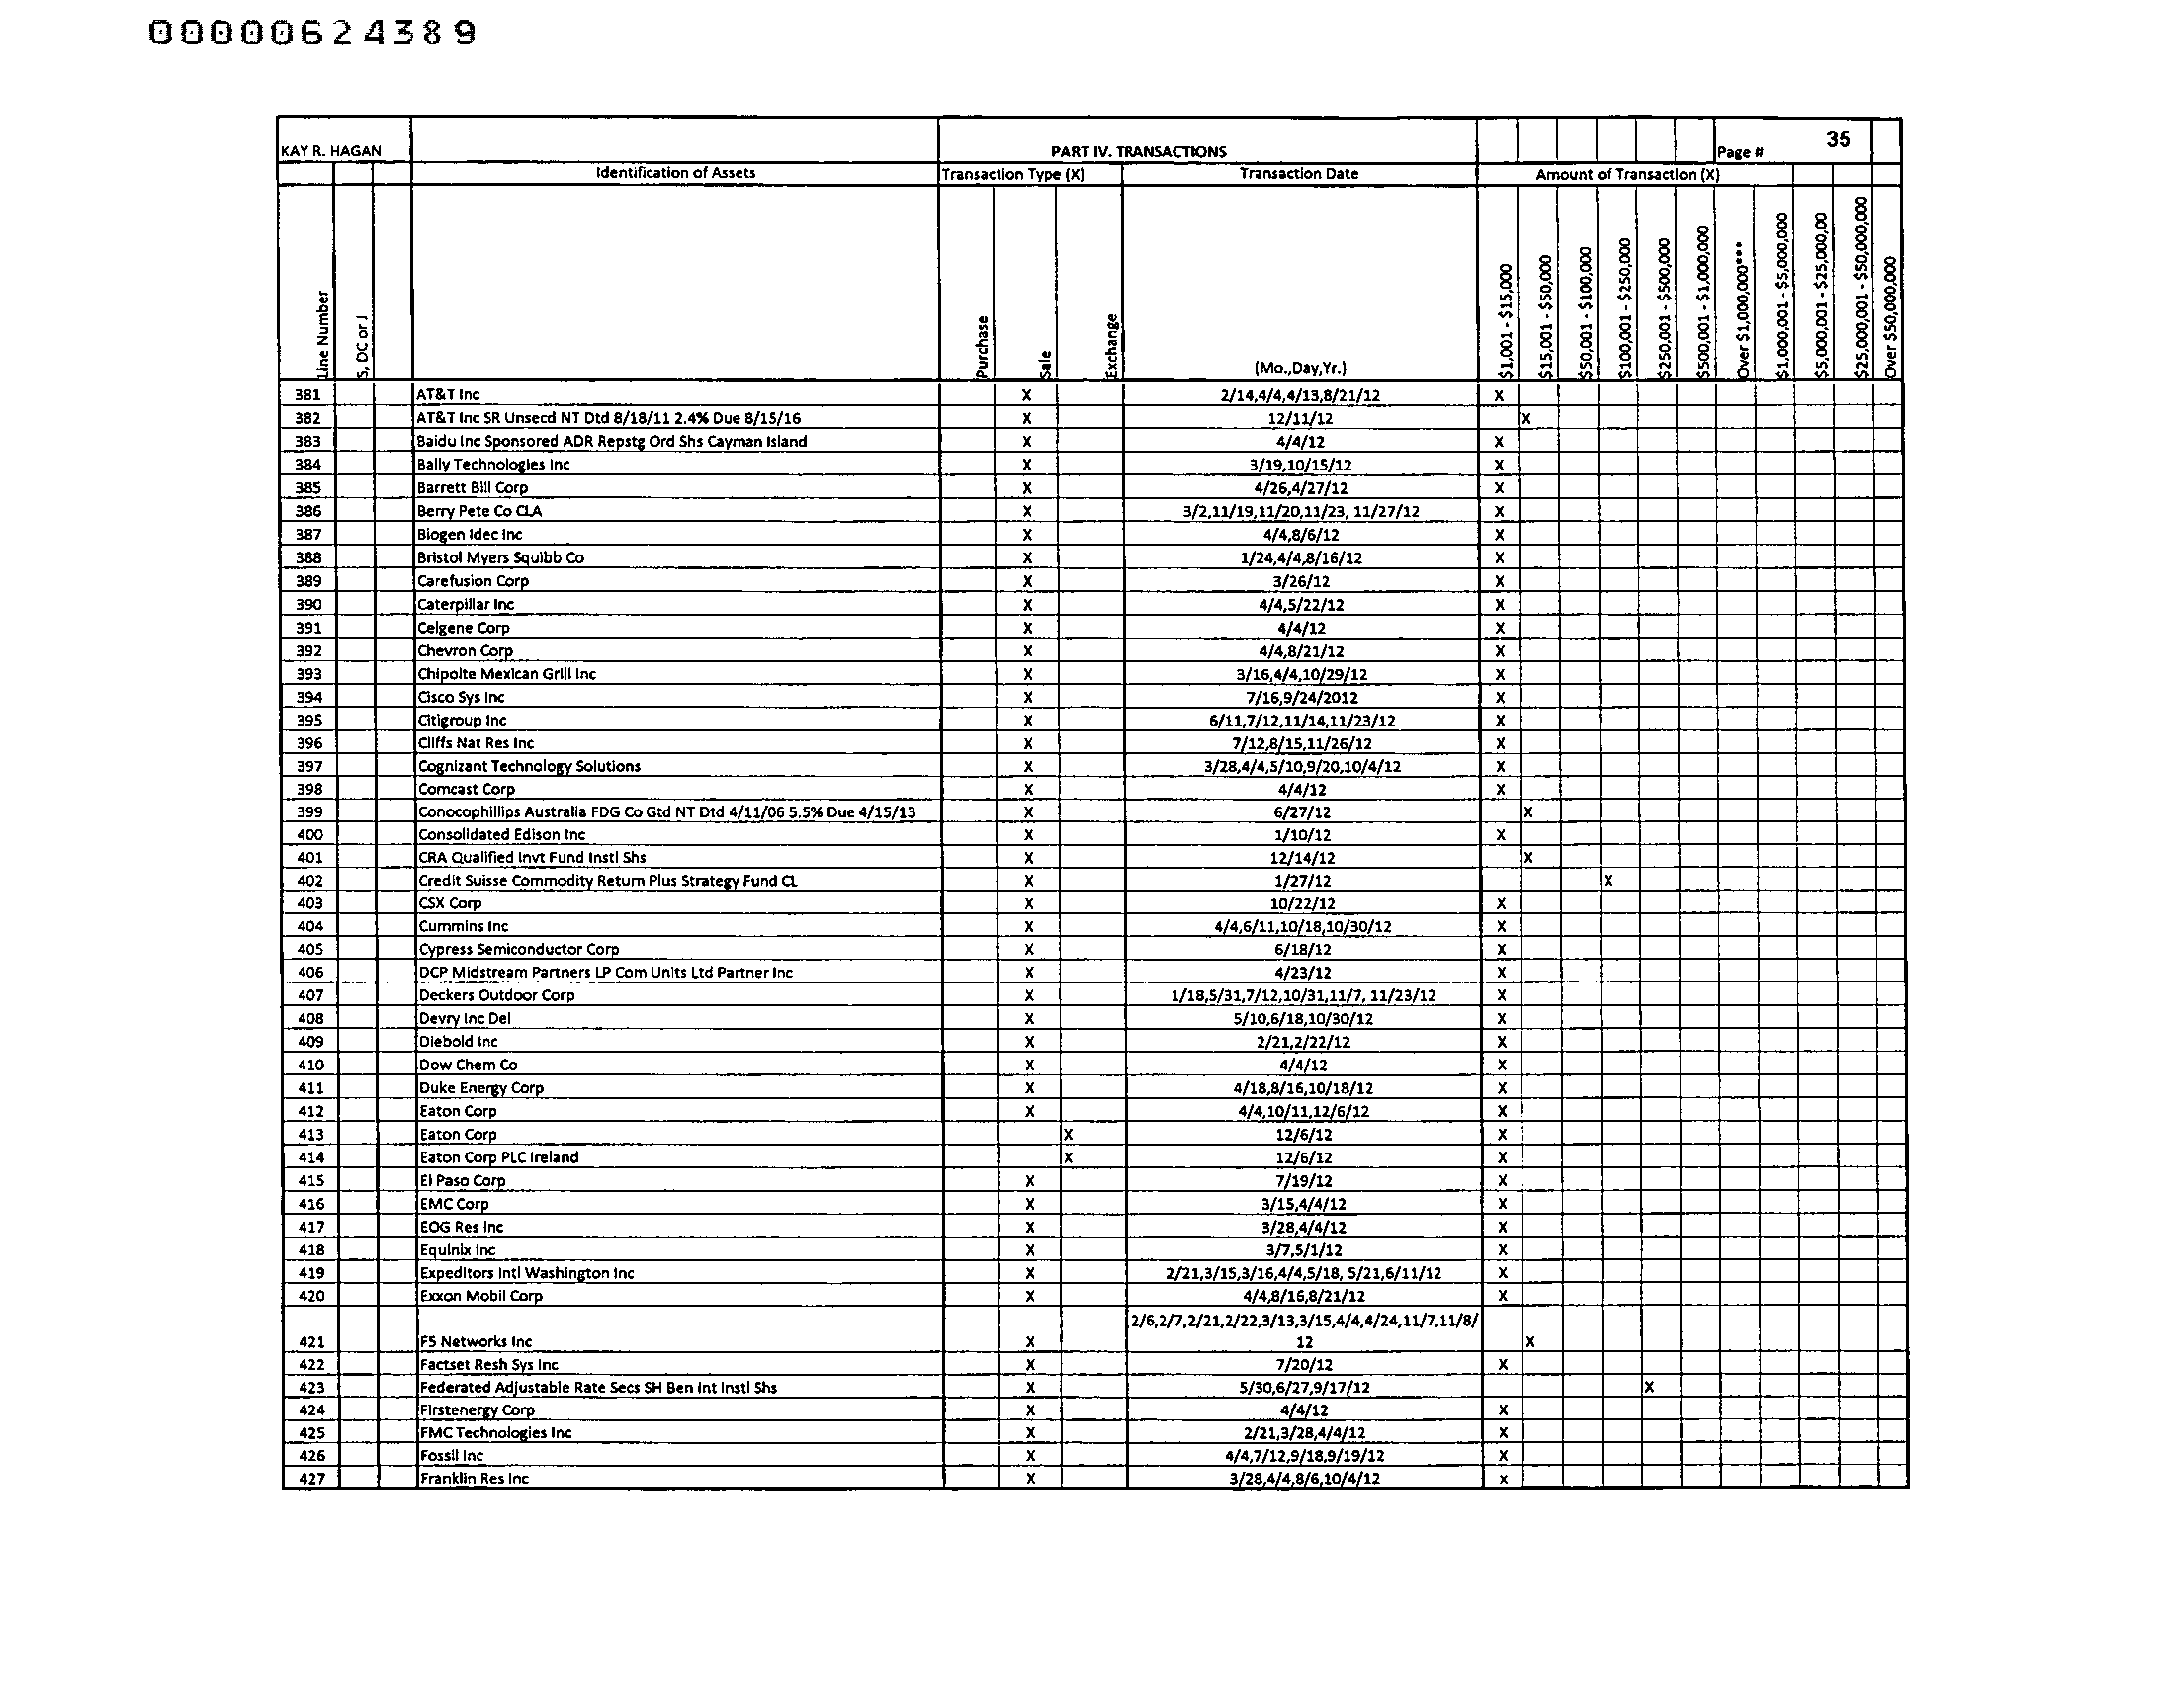 00000624389
KAY R. HAGAN PART IV. TRANSACTIONS Page # 35
Identification of Assets Transaction Type (X) Transaction Date Amount of Transaction (X)
Line Number S, DC or J Purchase Sale Exchange (Mo.,Day,Yr.) $1,001 - $15,000 $15,001 - $50,000 $50,001 - $100,000 $100,001 - $250,000 $250,001 - $500,000 $500,001 - $1,000,000 Over $1,000,000*** $1,000,001 - $5,000,000 $5,000,001 - $25,000,00 $25,000,001 - $50,000,000 Over $50,000,000
381 AT&T Inc X 2/14,4/4,4/13,8/21/12 X
382 AT&T Inc SR Unsecd NT Dtd 8/18/11 2.4% Due 8/15/16 X 12/11/12 X
383 Baidu Inc Sponsored ADR Repstg Ord Shs Cayman Island X 4/4/12 X
384 Bally Technologies Inc X 3/19,10/15/12 X
385 Barrett Bill Corp X 4/26,4/27/12 X
386 Berry Pete Co CLA X 3/2,11/19,11/20,11/23, 11/27/12 X
387 Biogen Idec Inc X 4/4,8/6/12 X
388 Bristol Myers Squibb Co X 1/24,4/4,8/16/12 X
389 Carefusion Corp X 3/26/12 X
390 Caterpillar Inc X 4/4,5/22/12 X
391 Celgene Corp X 4/4/12 X
392 Chevron Corp X 4/4,8/21/12 X
393 Chipolte Mexican Grill Inc X 3/16,4/4,10/29/12 X
394 Cisco Sys Inc X 7/16,9/24/2012 X
395 Citigroup Inc X 6/11,7/12,11/14,11/23/12 X
396 Cliffs Nat Res Inc X 7/12,8/15,11/26/12 X
397 Cognizant Technology Solutions X 3/28,4/4,5/10,9/20,10/4/12 X
398 Comcast Corp X 4/4/12 X
399 Conocophillips Australia FDG Co Gtd NT Dtd 4/11/06 5.5% Due 4/15/13 X 6/27/12 X
400 Consolidated Edison Inc X 1/10/12 X
401 CRA Qualified Invt Fund Instl Shs X 12/14/12 X
402 Credit Suisse Commodity Return Plus Strategy Fund CL X 1/27/12 X
403 CSX Corp X 10/22/12 X
404 Cummins Inc X 4/4,6/11,10/18,10/30/12 X
405 Cypress Semiconductor Corp X 6/18/12 X
406 DCP Midstream Partners LP Com Units Ltd Partner Inc X 4/23/12 X
407 Deckers Outdoor Corp X 1/18,5/31,7/12,10/31,11/7, 11/23/12 X
408 Devry Inc Del X 5/10,6/18,10/30/12 X
409 Diebold Inc X 2/21,2/22/12 X
410 Dow Chem Co X 4/4/12 X
411 Duke Energy Corp X 4/18,8/16,10/18/12 X
412 Eaton Corp X 4/4,10/11,12/6/12 X
413 Eaton Corp X 12/6/12 X
414 Eaton Corp PLC Ireland X 12/6/12 X
415 El Paso Corp X 7/19/12 X
416 EMC Corp X 3/15,4/4/12 X
417 EOG Res Inc X 3/28,4/4/12 X
418 Equinix Inc X 3/7,5/1/12 X
419 Expeditors Intl Washington Inc X 2/21,3/15,3/16,4/4,5/18, 5/21,6/11/12 X
420 Exxon Mobil Corp X 4/4,8/16,8/21/12 X
2/6,2/7,2/21,2/22,3/13,3/15,4/4,4/24,11/7,11/8/
421 F5 Networks Inc X 12 X
422 Factset Resh Sys Inc X 7/20/12 X
423 Federated Adjustable Rate Secs SH Ben Int Instl Shs X 5/30,6/27,9/17/12 X
424 Firstenergy Corp X 4/4/12 X
425 FMC Technologies Inc X 2/21,3/28,4/4/12 X
426 Fossil Inc X 4/4,7/12,9/18,9/19/12 X
427 Franklin Res Inc X 3/28,4/4,8/6,10/4/12 x